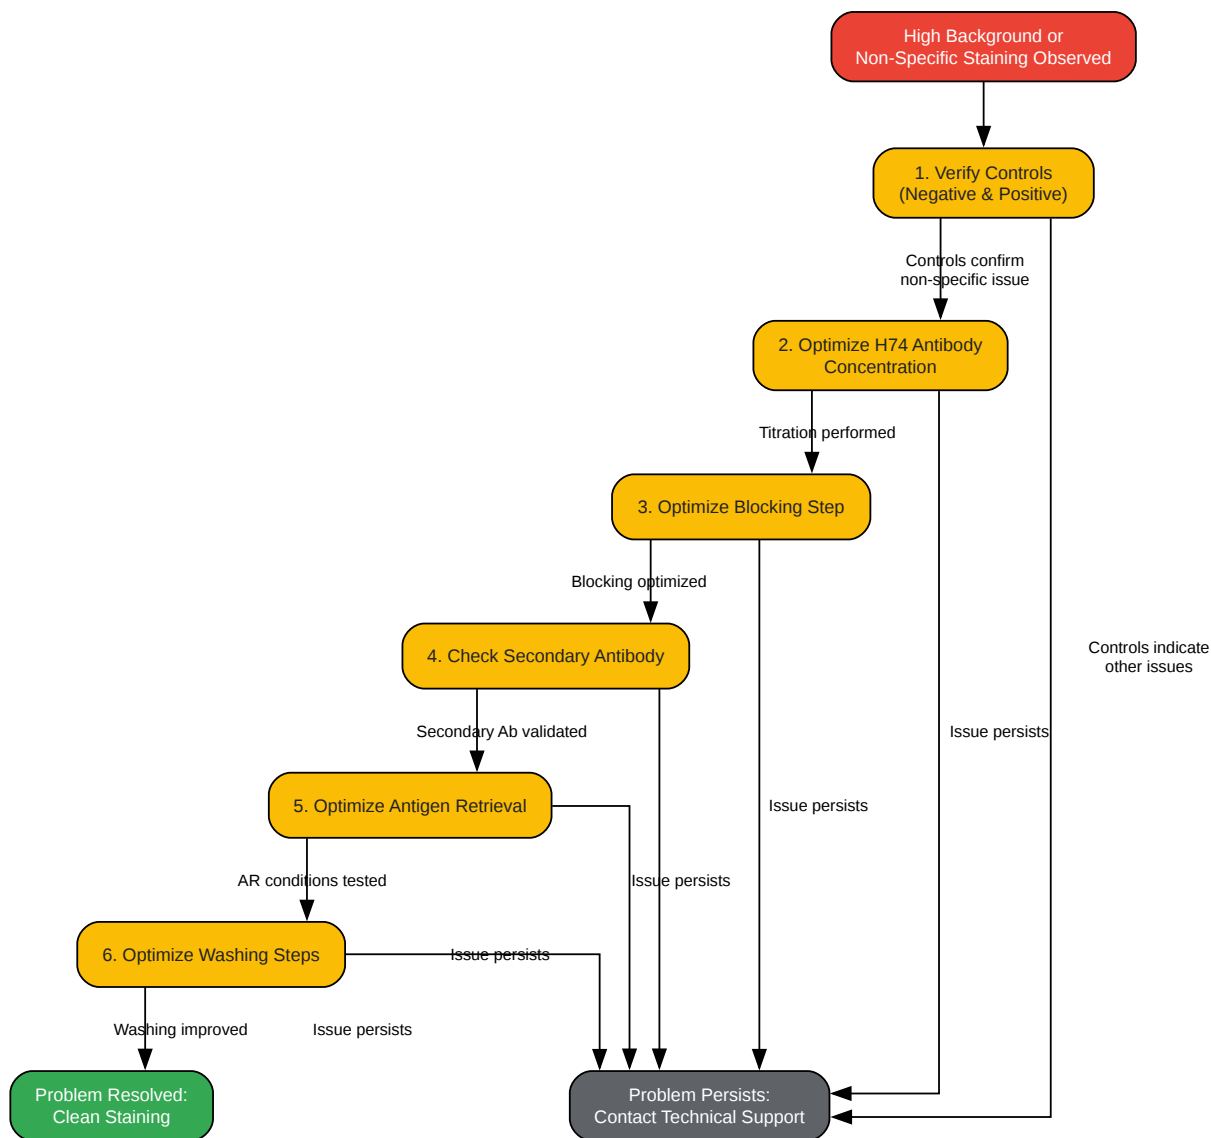 High Background or
Non-Specific Staining Observed
1. Verify Controls
(Negative & Positive)
Controls confirm
non-specific issue
2. Optimize H74 Antibody
Concentration
Titration performed
3. Optimize Blocking Step
Blocking optimized
4. Check Secondary Antibody
Controls indicate
other issues
Secondary Ab validated
Issue persists
5. Optimize Antigen Retrieval
Issue persists
AR conditions tested
Issue persists
6. Optimize Washing Steps
Issue persists
Washing improved
Issue persists
Problem Resolved:
Clean Staining
Problem Persists:
Contact Technical Support